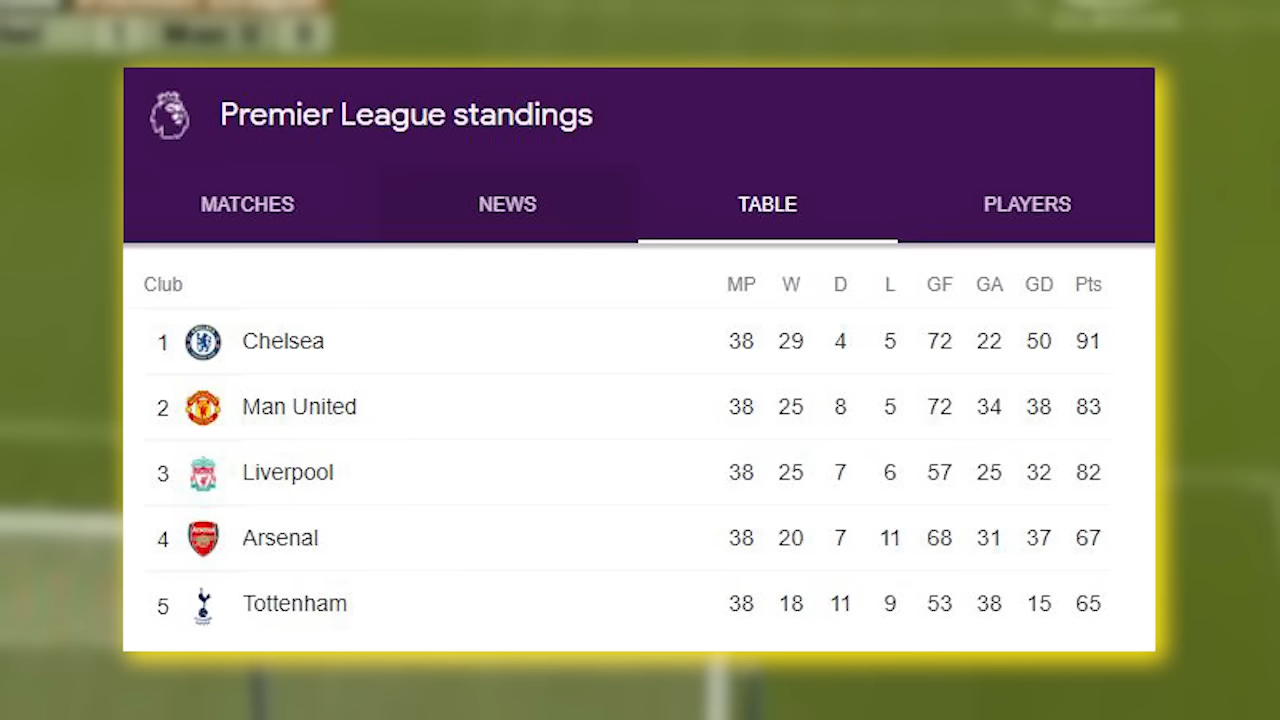 Premier League standings
MATCHES NEWS TABLE PLAYERS
Club MP W D L GF GA GD Pts
1 Chelsea 38 29 4 5 72 22 50 91
2 Man United 38 25 8 5 72 34 38 83
3 Liverpool 38 25 7 6 57 25 32 82
4 Arsenal 38 20 7 11 68 31 37 67
5 Tottenham 38 18 11 9 53 38 15 65